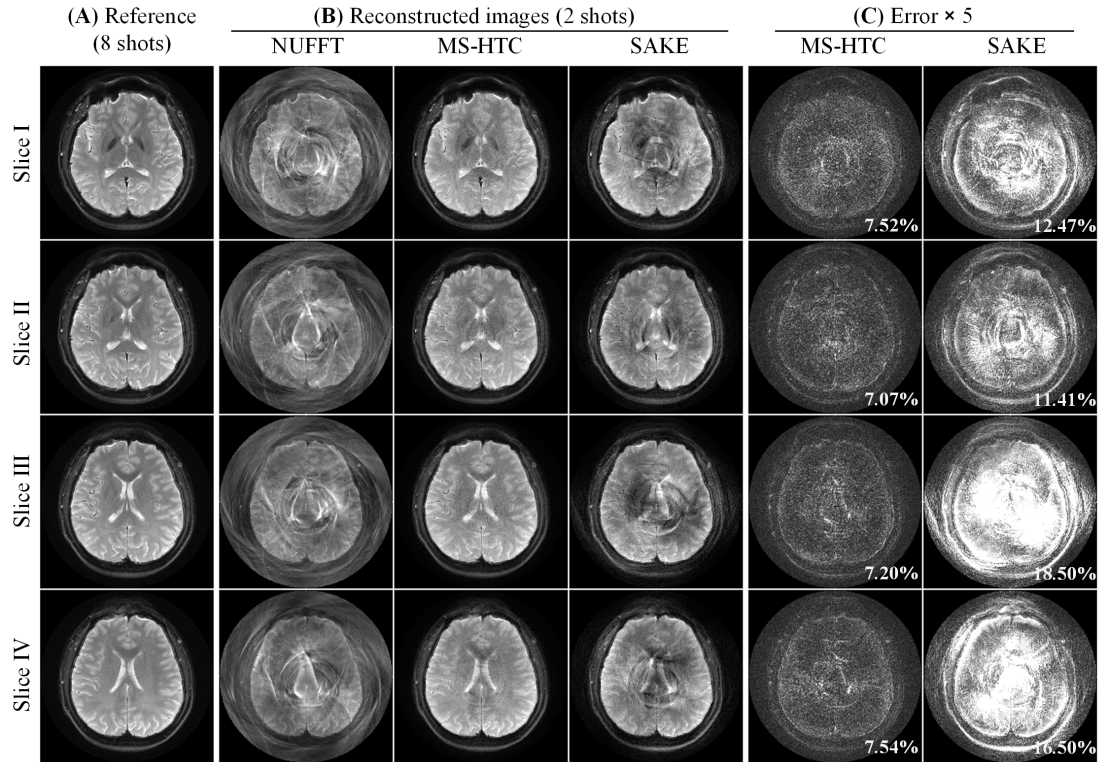 (A) Reference
(8 shots)
(B) Reconstructed images (2 shots)
(C) Error × 5
NUFFT
MS-HTC
SAKE
MS-HTC
SAKE
Slice I
7.52%
12.47%
Slice II
7.07%
11.41%
Slice III
7.20%
18.50%
Slice IV
7.54%
16.50%